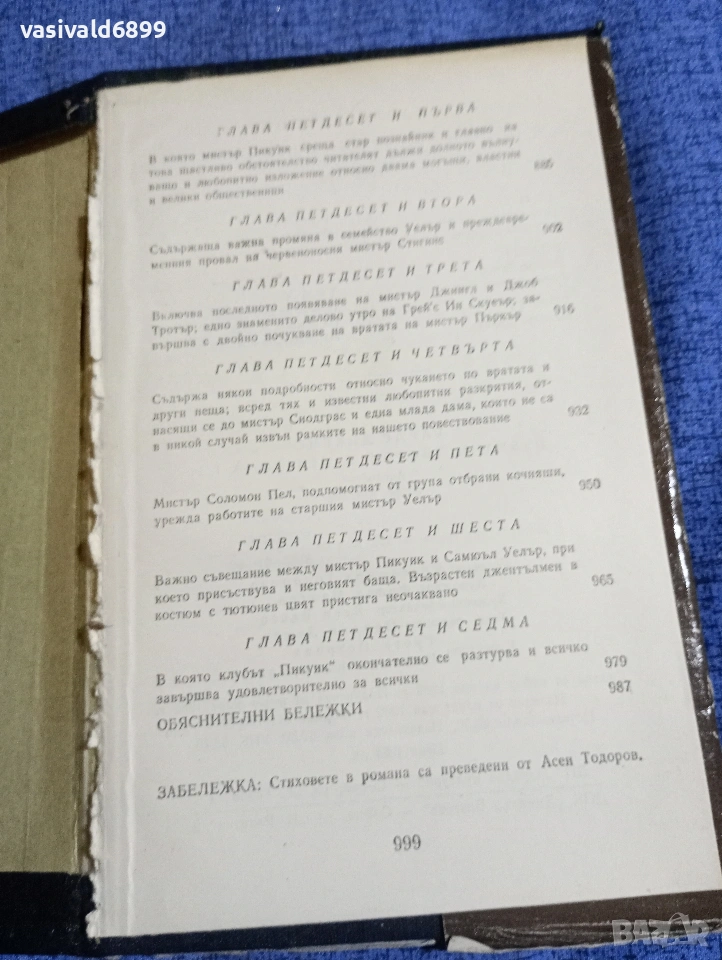 vasivald6899
ГЛАВА ПЕТДЕСЕТ И ПЪРВА
В която мистър Пикуик среща стар познайник и главно на
това щастливо обстоятелство читателят дължи долното вълну-
ващо и любопитно изложение относно двама могъщи, властни
и велики общественици
885
ГЛАВА ПЕТДЕСЕТ И ВТОРА
Съдържаща важна промяна в семейство Уелър и преждевре-
менния провал на червеноносия мистър Стигинс
902
ГЛАВА ПЕТДЕСЕТ И ТРЕТА
Включва последното появяване на мистър Джингл и Джоб
Тротър; едно знаменито делово утро на Грей'с Ин Скуеър; за-
вършва с двойно почукване на вратата на мистър Пъркър
916
ГЛАВА ПЕТДЕСЕТ И ЧЕТВЪРТА
Съдържа някои подробности относно чукането по вратата и
други неща; всред тях и известни любопитни разкрития, от-
насящи се до мистър Снодграс и една млада дама, които не са
в никой случай извън рамките на нашето повествование
932
ГЛАВА ПЕТДЕСЕТ И ПЕТА
Мистър Соломон Пел, подпомогнат от група отбрани кочияши,
урежда работите на старшия мистър Уелър
950
ГЛАВА ПЕТДЕСЕТ И ШЕСТА
Важно съвещание между мистър Пикуик и Самюъл Уелър, при
което присъствува и неговият баща. Възрастен джентълмен в
костюм с тютюнев цвят пристига неочаквано
965
ГЛАВА ПЕТДЕСЕТ И СЕДМА
В която клубът „Пикуик" окончателно се разтурва и всичко
завършва удовлетворително за всички
979
ОБЯСНИТЕЛНИ БЕЛЕЖКИ
987
ЗАБЕЛЕЖКА: Стиховете в романа са преведени от Асен Тодоров.
999
BAZAR